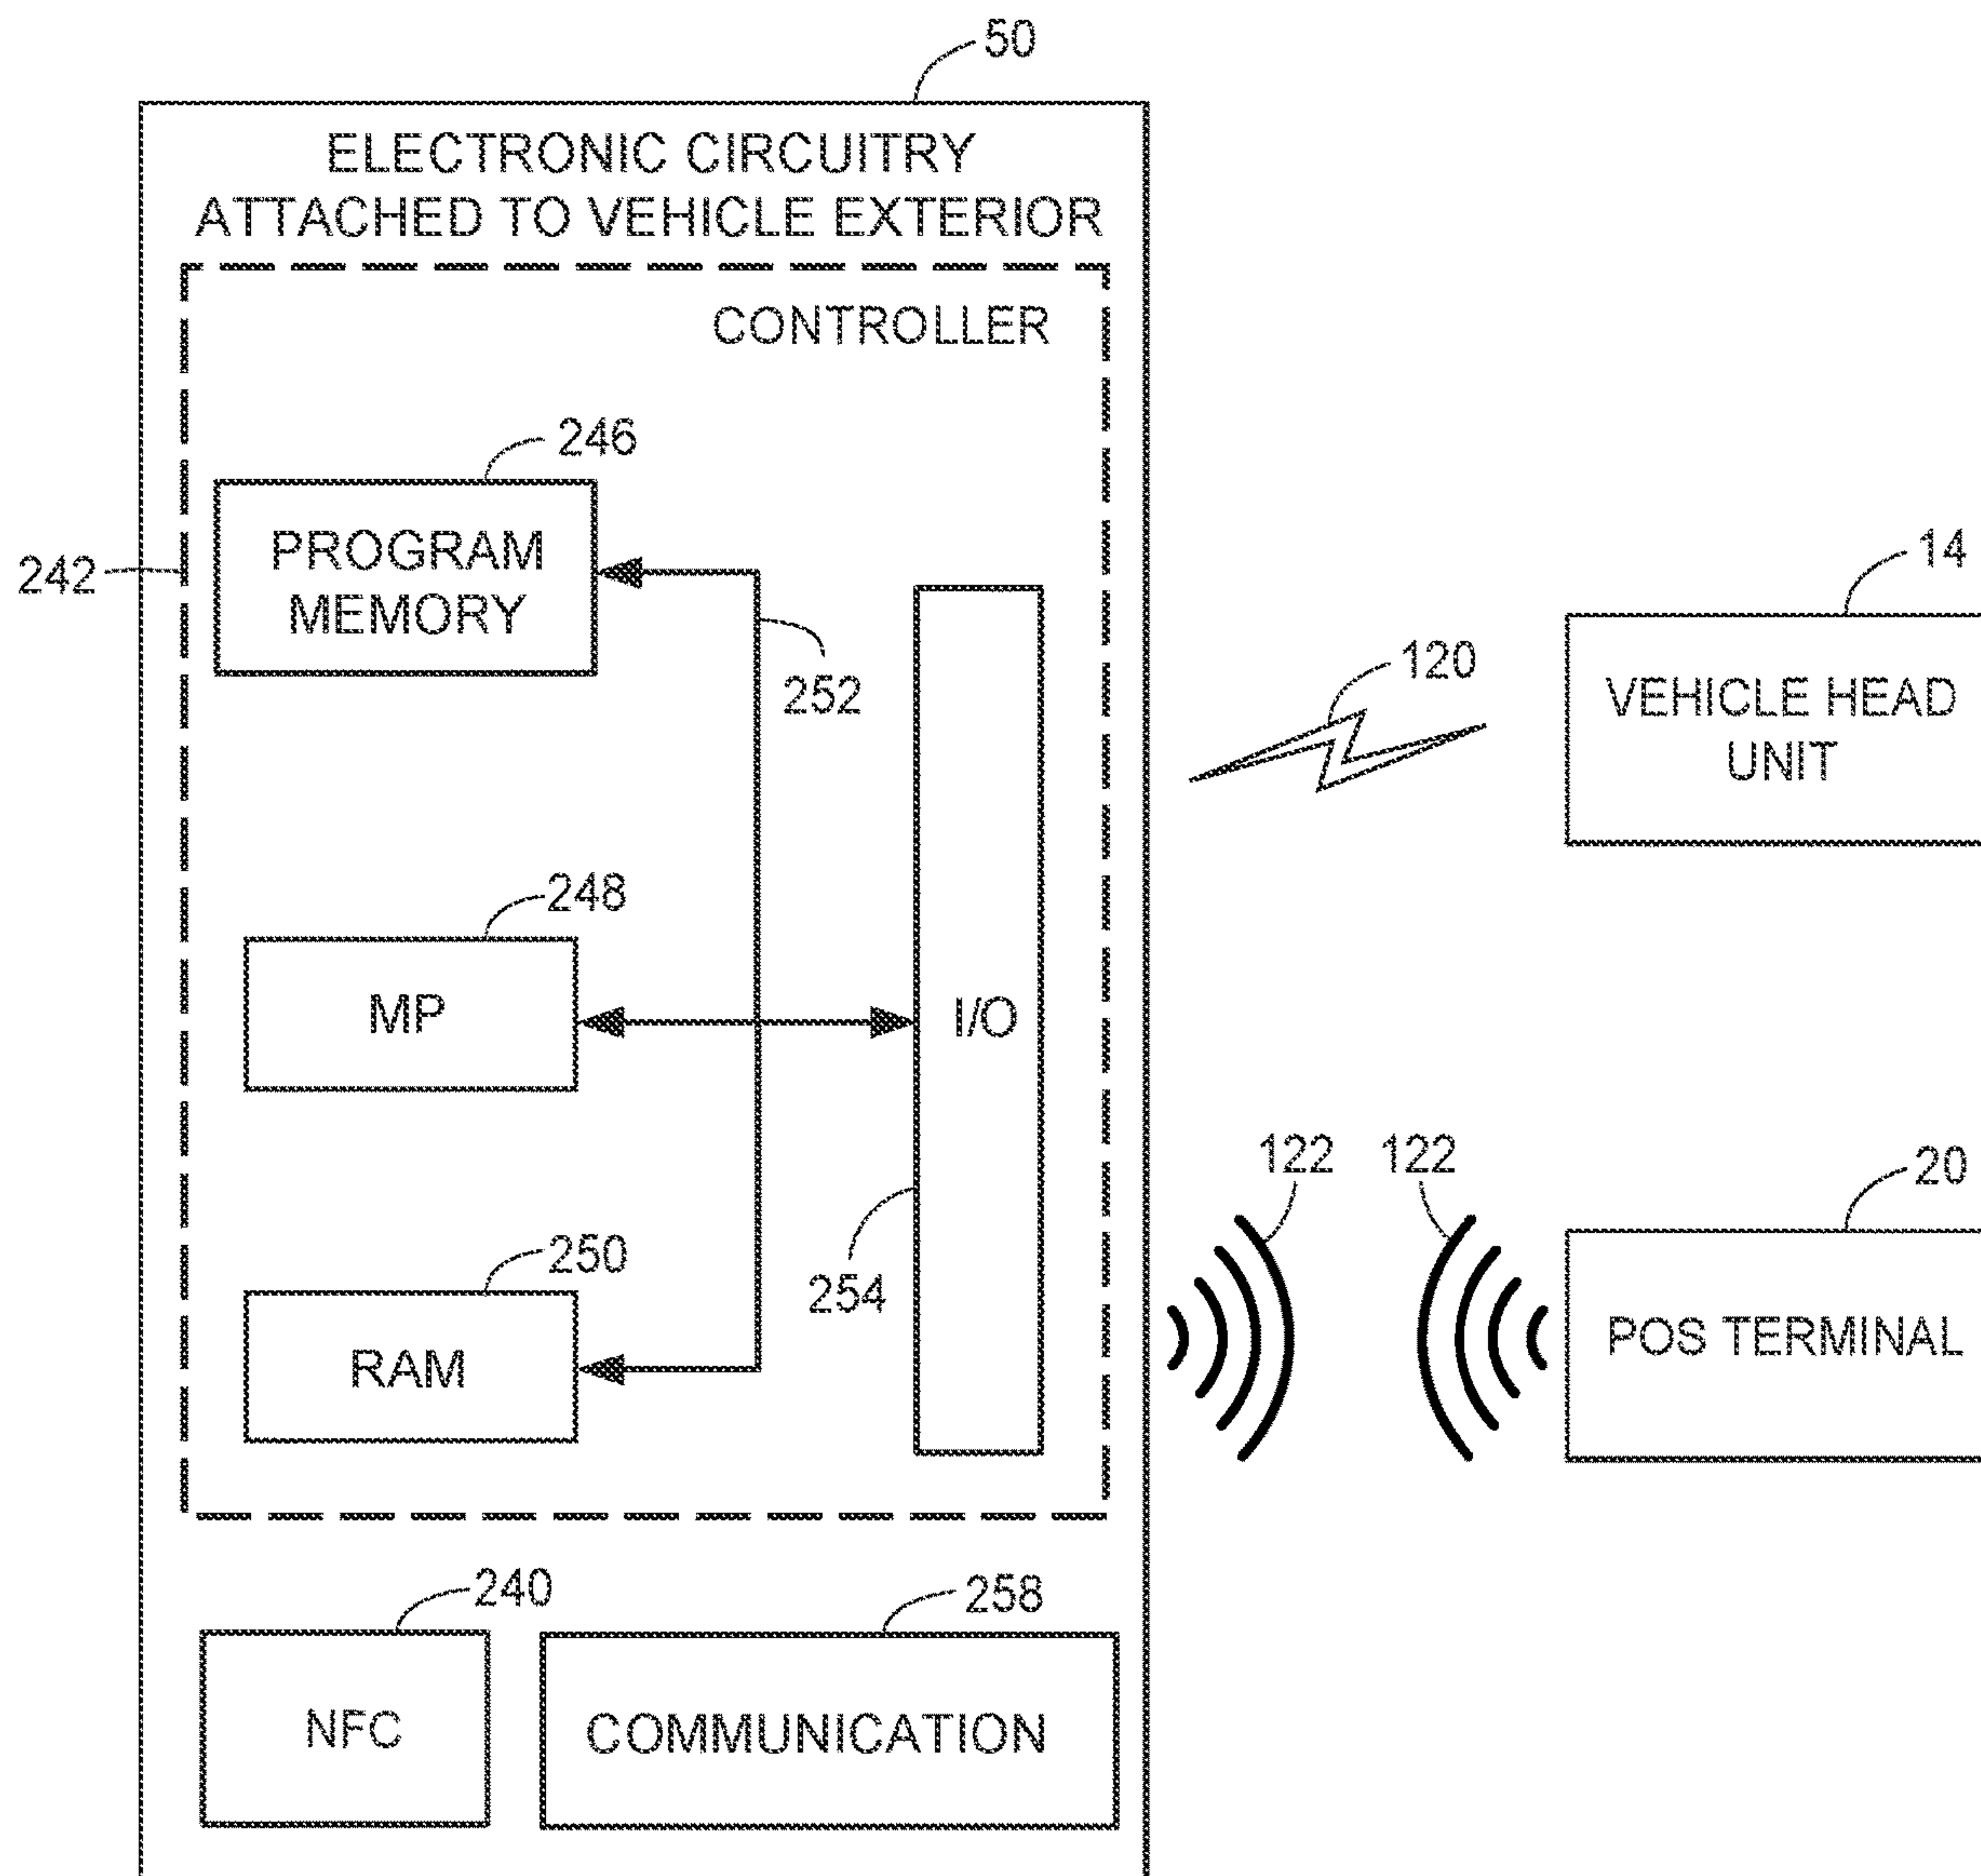 50
ELECTRONIC CIRCUITRY
ATTACHED TO VEHICLE EXTERIOR
CONTROLLER
246
PROGRAM
MEMORY
242
252
14
VEHICLE HEAD
UNIT
120
248
MP
I/O
122
122
20
POS TERMINAL
250
RAM
254
240
NFC
258
COMMUNICATION